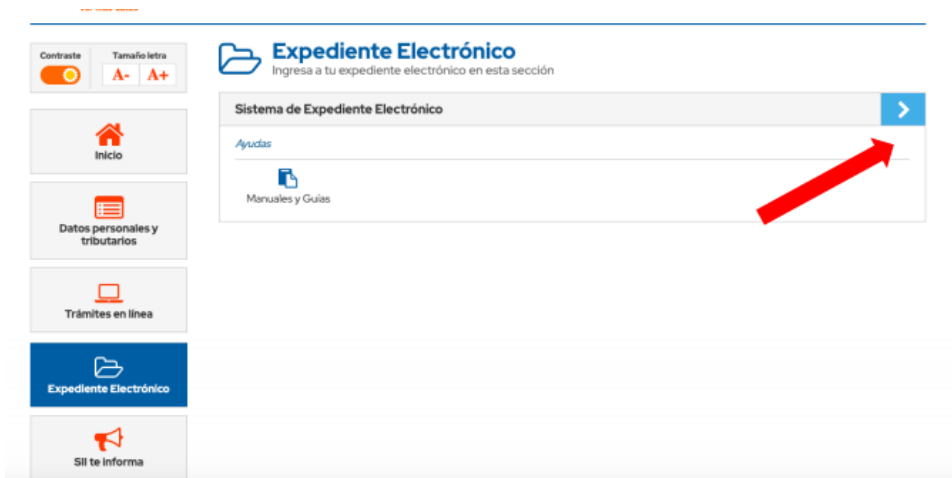 Contraste
Tamaño letra
A- A+
Inicio
Datos personales y
tributarios
Trámites en línea
Expediente Electrónico
SII te informa
Expediente Electrónico
Ingresa a tu expediente electrónico en esta sección
Sistema de Expediente Electrónico
Ayudas
Manuales y Guías